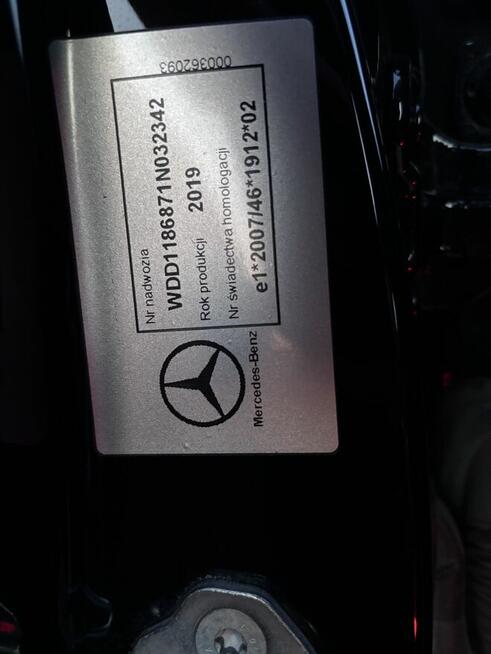 000362093
Nr nadwozia
WDD1186871N032342
Rok produkcji 2019
Nr świadectwa homologacji
e1*2007/46*1912*02
Mercedes-Benz